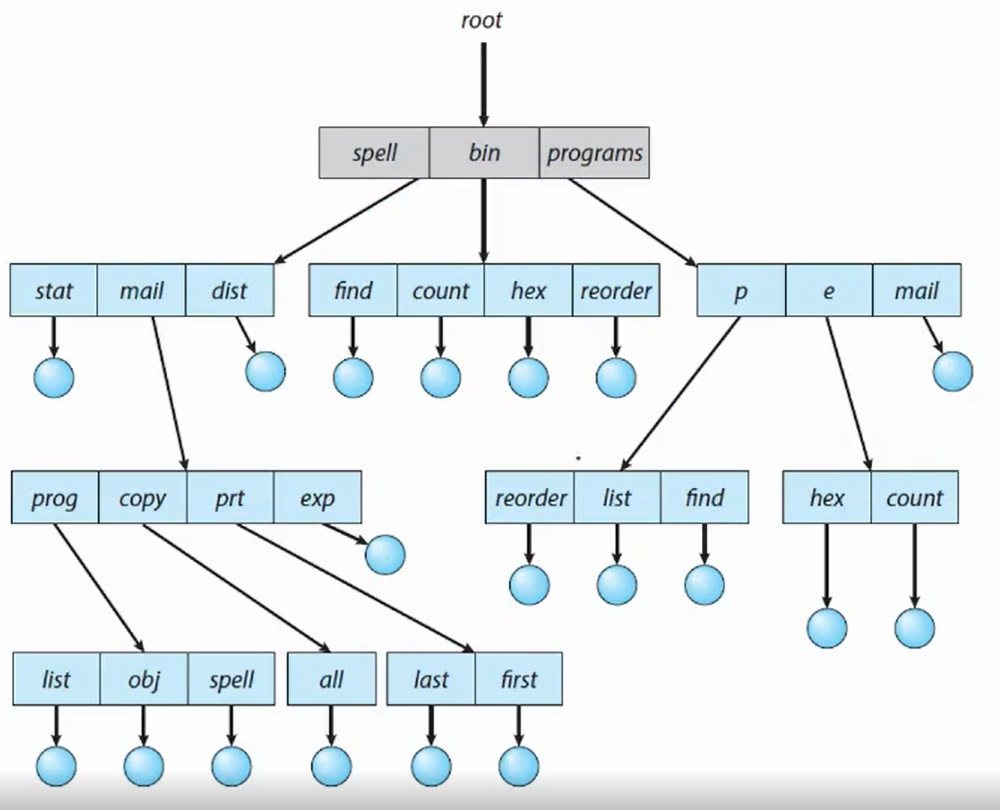 root
spell bin programs
stat mail dist find count hex reorder p e mail
prog copy prt exp reorder list find hex count
list obj spell all last first